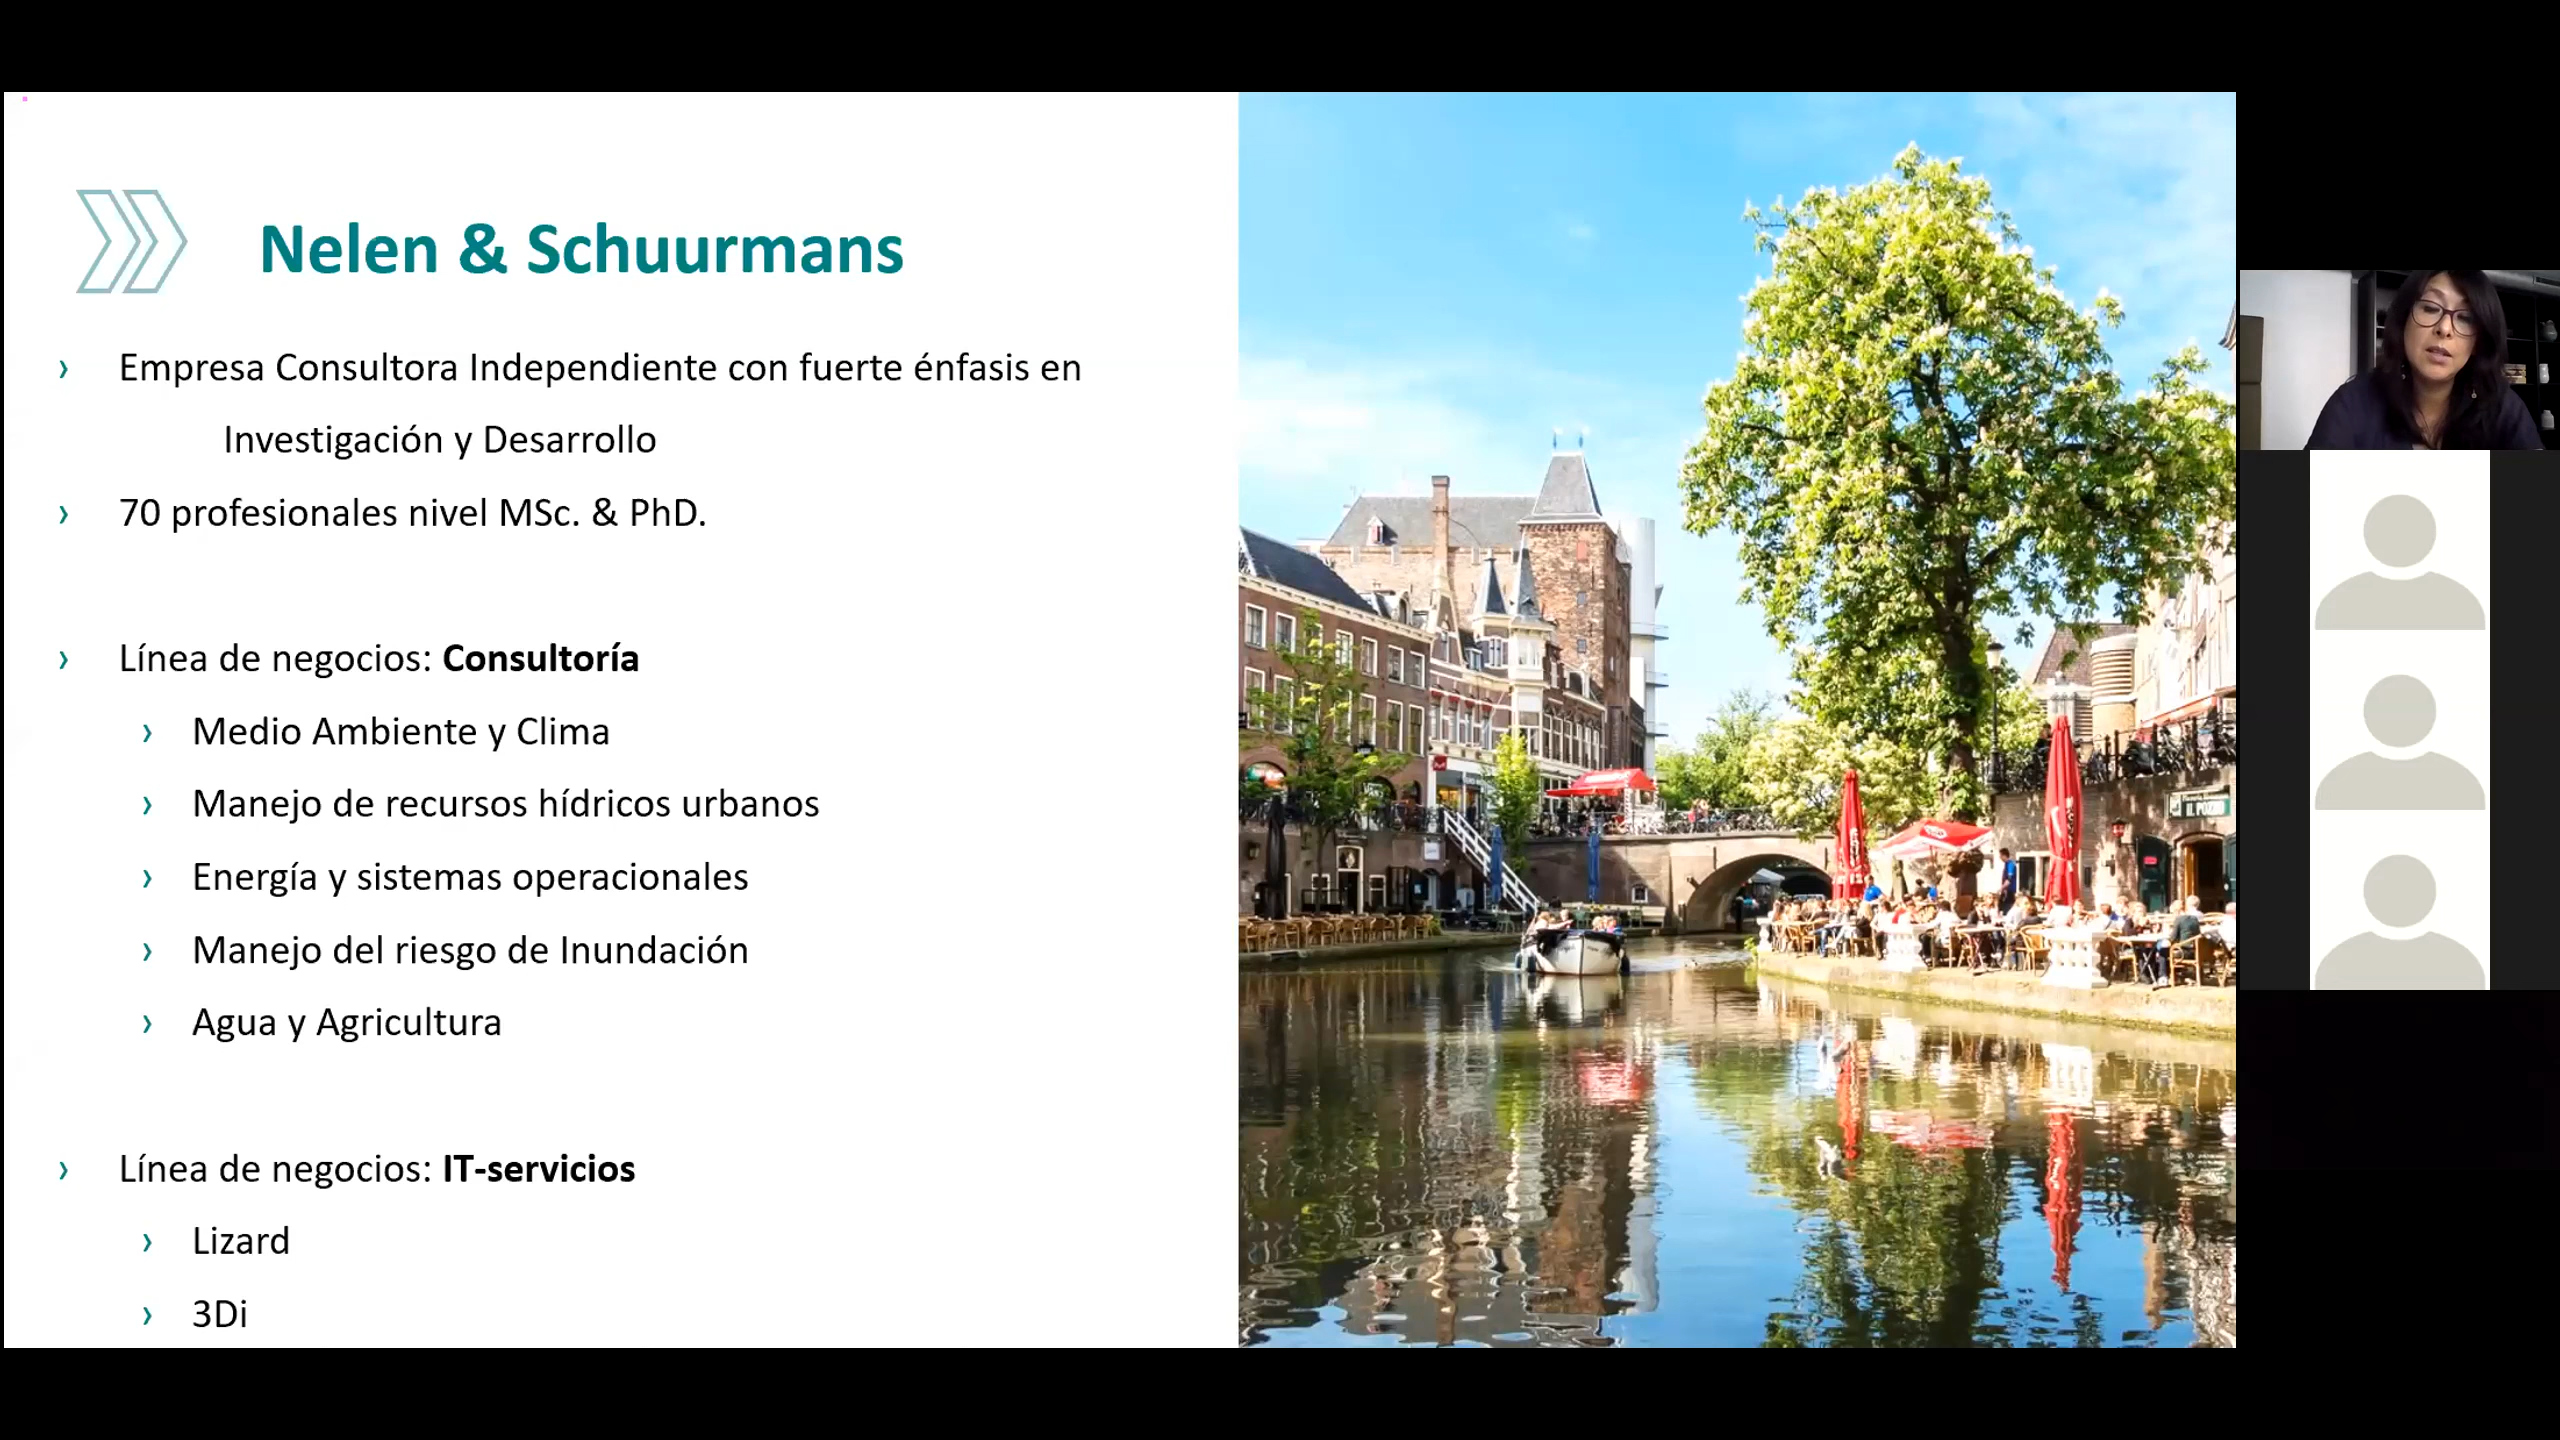 Nelen & Schuurmans
› Empresa Consultora Independiente con fuerte énfasis en
Investigación y Desarrollo
› 70 profesionales nivel MSc. & PhD.
› Línea de negocios: Consultoría
› Medio Ambiente y Clima
› Manejo de recursos hídricos urbanos
› Energía y sistemas operacionales
› Manejo del riesgo de Inundación
› Agua y Agricultura
› Línea de negocios: IT-servicios
› Lizard
› 3Di
IL POZZO